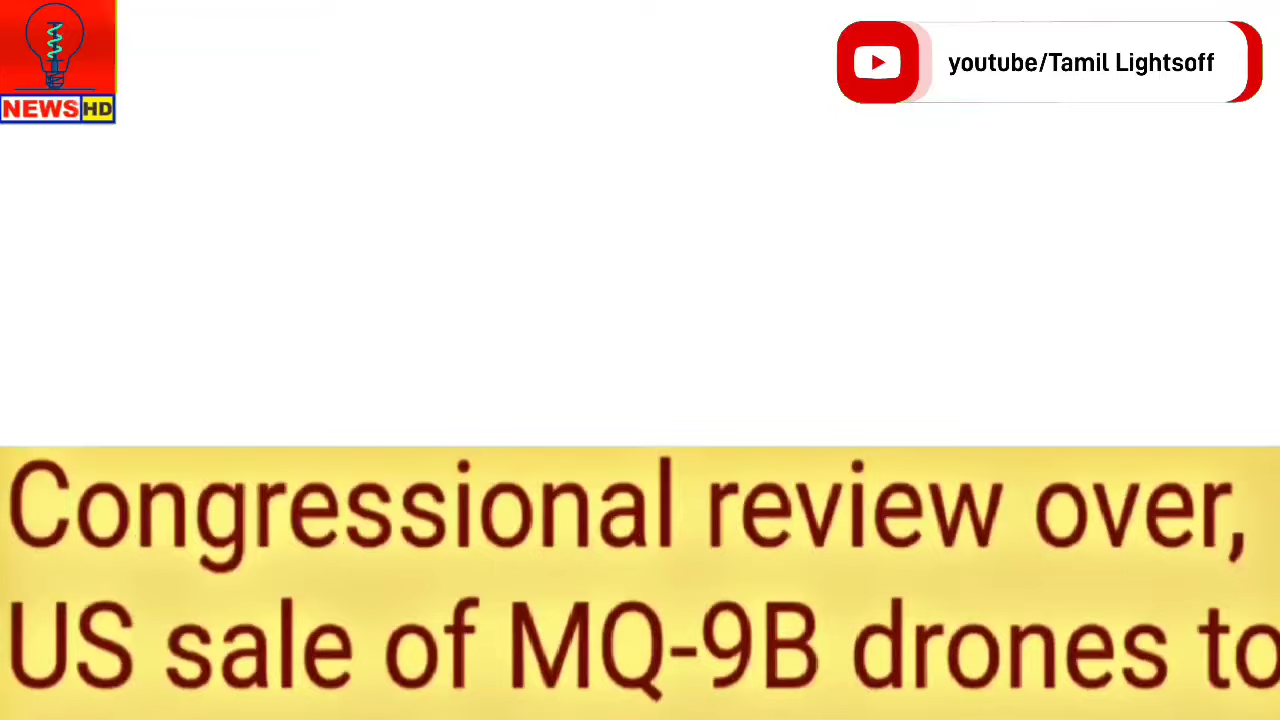 youtube/Tamil Lightsoff
NEWS HD
Congressional review over,
US sale of MQ-9B drones to